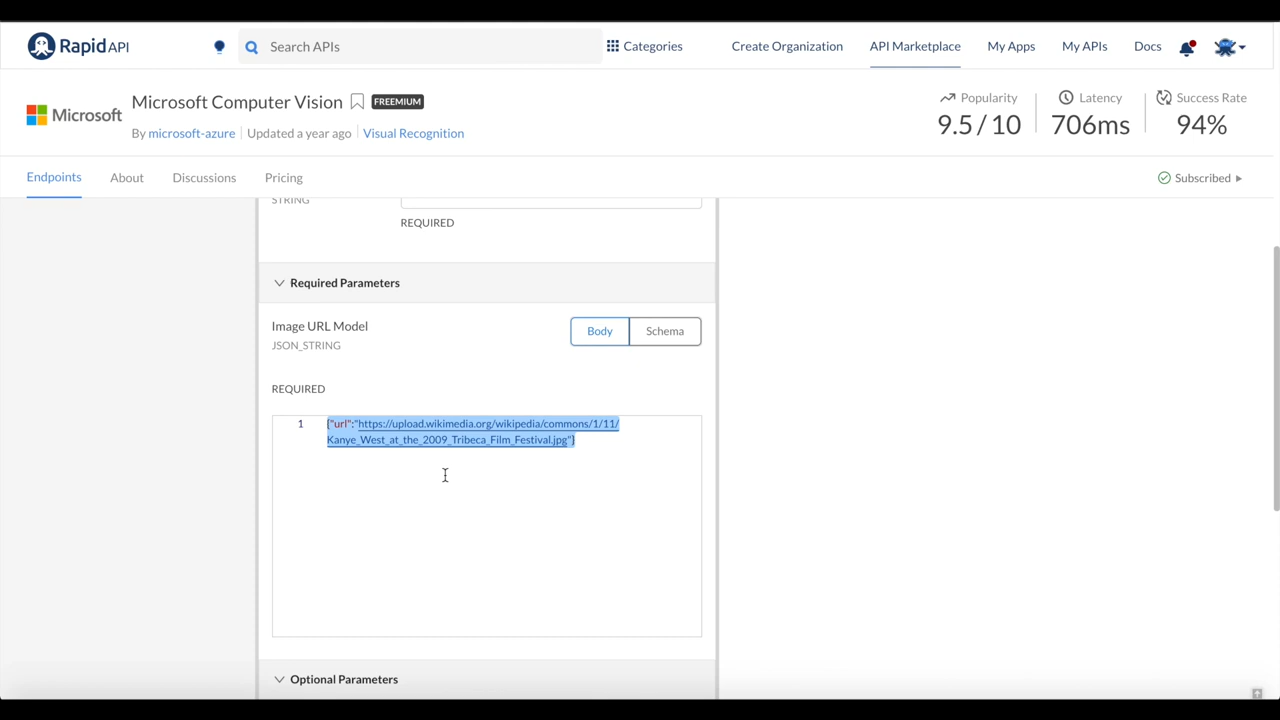 Rapid API
Search APIs
Categories
Create Organization
API Marketplace
My Apps
My APIs
Docs
Microsoft
Microsoft Computer Vision
FREEMIUM
By microsoft-azure
Updated a year ago
Visual Recognition
Popularity
9.5 / 10
Latency
706ms
Success Rate
94%
Endpoints
About
Discussions
Pricing
Subscribed
STRING
REQUIRED
Required Parameters
Image URL Model
JSON_STRING
Body
Schema
REQUIRED
1
{"url":"https://upload.wikimedia.org/wikipedia/commons/1/11/
Kanye_West_at_the_2009_Tribeca_Film_Festival.jpg"}
Optional Parameters